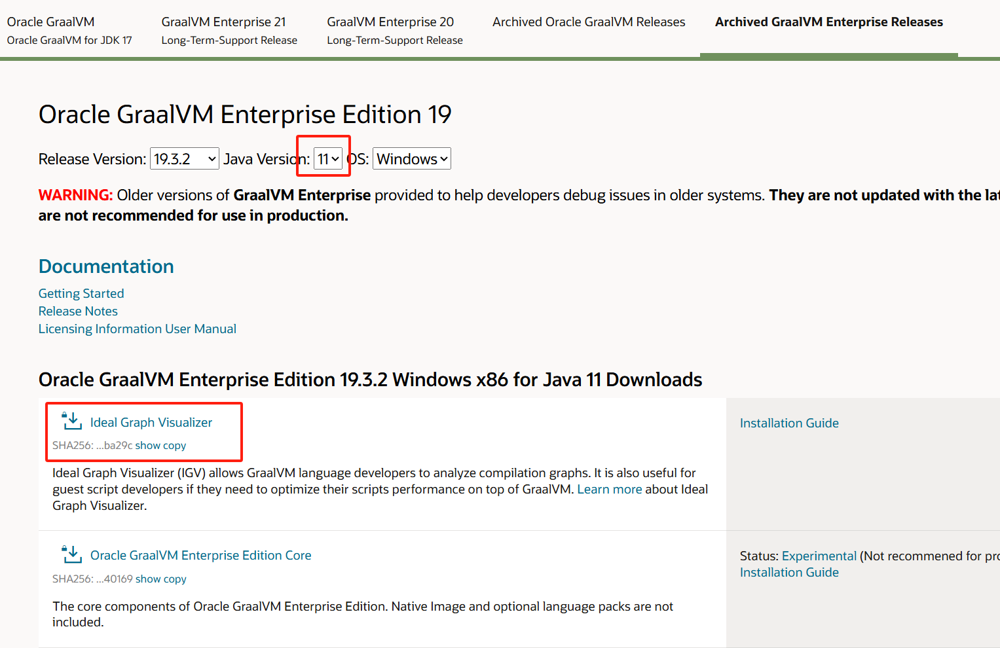 Oracle GraalVM
Oracle GraalVM for JDK 17
GraalVM Enterprise 21
Long-Term-Support Release
GraalVM Enterprise 20
Long-Term-Support Release
Archived Oracle GraalVM Releases
Archived GraalVM Enterprise Releases
Oracle GraalVM Enterprise Edition 19
Release Version: 19.3.2 Java Version: 11 OS: Windows
WARNING: Older versions of GraalVM Enterprise provided to help developers debug issues in older systems. They are not updated with the
are not recommended for use in production.
Documentation
Getting Started
Release Notes
Licensing Information User Manual
Oracle GraalVM Enterprise Edition 19.3.2 Windows x86 for Java 11 Downloads
Ideal Graph Visualizer
SHA256: ...ba29c show copy
Ideal Graph Visualizer (IGV) allows GraalVM language developers to analyze compilation graphs. It is also useful for
guest script developers if they need to optimize their scripts performance on top of GraalVM. Learn more about Ideal
Graph Visualizer.
Installation Guide
Oracle GraalVM Enterprise Edition Core
SHA256: ...40169 show copy
The core components of Oracle GraalVM Enterprise Edition. Native Image and optional language packs are not
included.
Status: Experimental (Not recommened for
Installation Guide